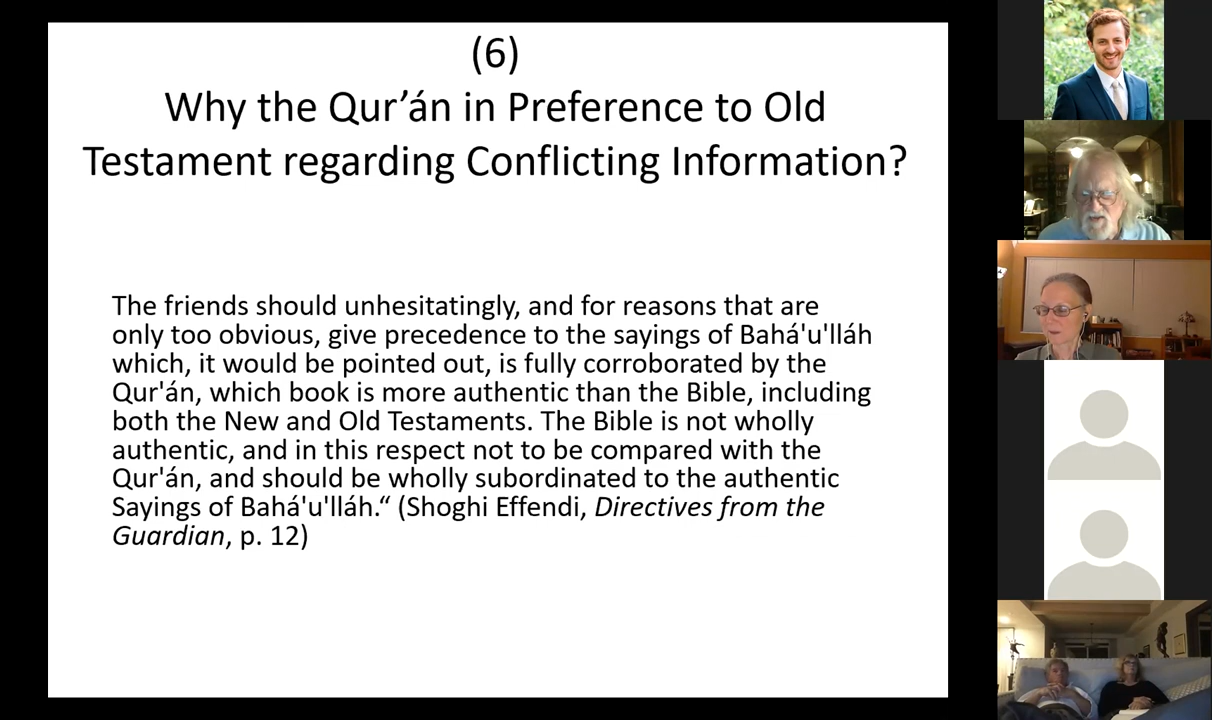 (6)
Why the Qur’án in Preference to Old
Testament regarding Conflicting Information?
The friends should unhesitatingly, and for reasons that are
only too obvious, give precedence to the sayings of Bahá'u'lláh
which, it would be pointed out, is fully corroborated by the
Qur'án, which book is more authentic than the Bible, including
both the New and Old Testaments. The Bible is not wholly
authentic, and in this respect not to be compared with the
Qur'án, and should be wholly subordinated to the authentic
Sayings of Bahá'u'lláh.“ (Shoghi Effendi, Directives from the
Guardian, p. 12)